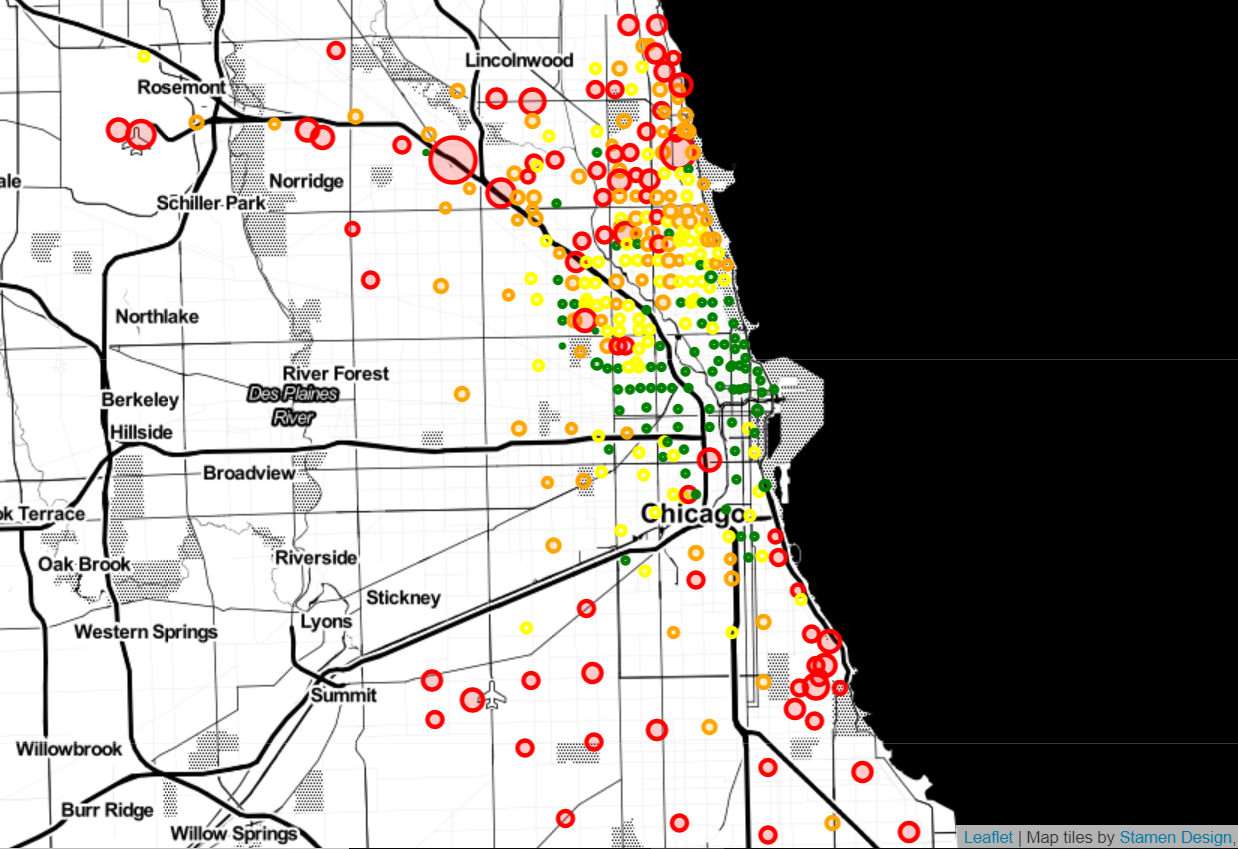 Lincolnwood
Rosemont
ale
Norridge
Schiller Park
Northlake
River Forest
Des Plaines
River
Berkeley
Hillside
Broadview
ok Terrace
Chicago
Oak Brook
Riverside
Stickney
Lyons
Western Springs
Summit
Willowbrook
Burr Ridge
Willow Springs
Leaflet | Map tiles by Stamen Design,